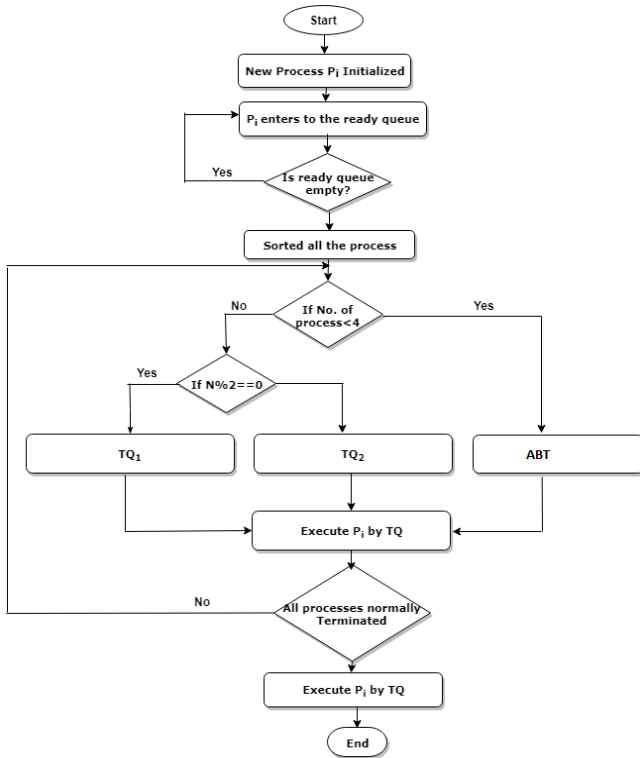 Start
New Process Pi Initialized
Pi enters to the ready queue
Yes
Is ready queue
empty?
Sorted all the process
No
If No. of
process<4
Yes
Yes
If N%2==0
TQ1
TQ2
ABT
Execute Pi by TQ
No
All processes normally
Terminated
Execute Pi by TQ
End